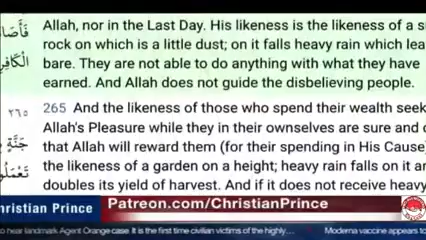 Allah, nor in the Last Day. His likeness is the likeness of a
rock on which is a little dust; on it falls heavy rain which
bare. They are not able to do anything with what they have
earned. And Allah does not guide the disbelieving people.
٢٦٥
265 And the likeness of those who spend their wealth
Allah's Pleasure while they in their ownselves are sure and
that Allah will reward them (for their spending in His Cause)
جَنَّةٍ
the likeness of a garden on a height; heavy rain falls on it
doubles its yield of harvest. And if it does not receive heavy
Christian Prince
Patreon.com/ChristianPrince
hear landmark Agent Orange case. It is the first time civilian victims of the highly...
Moderna vaccine appears to